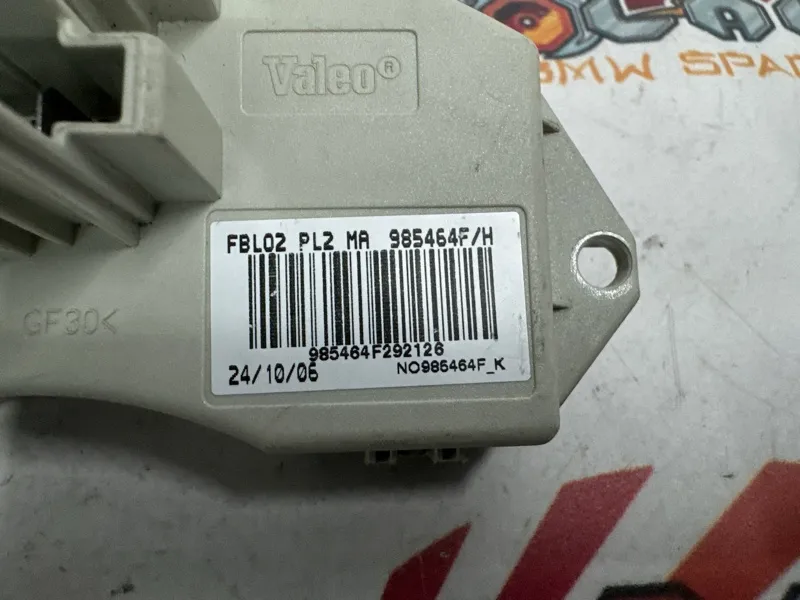 Valeo®
BMW SPA
FBL02 PL2 MA 985464F/H
GF30<
985464F292126
24/10/06 NO985464F_K